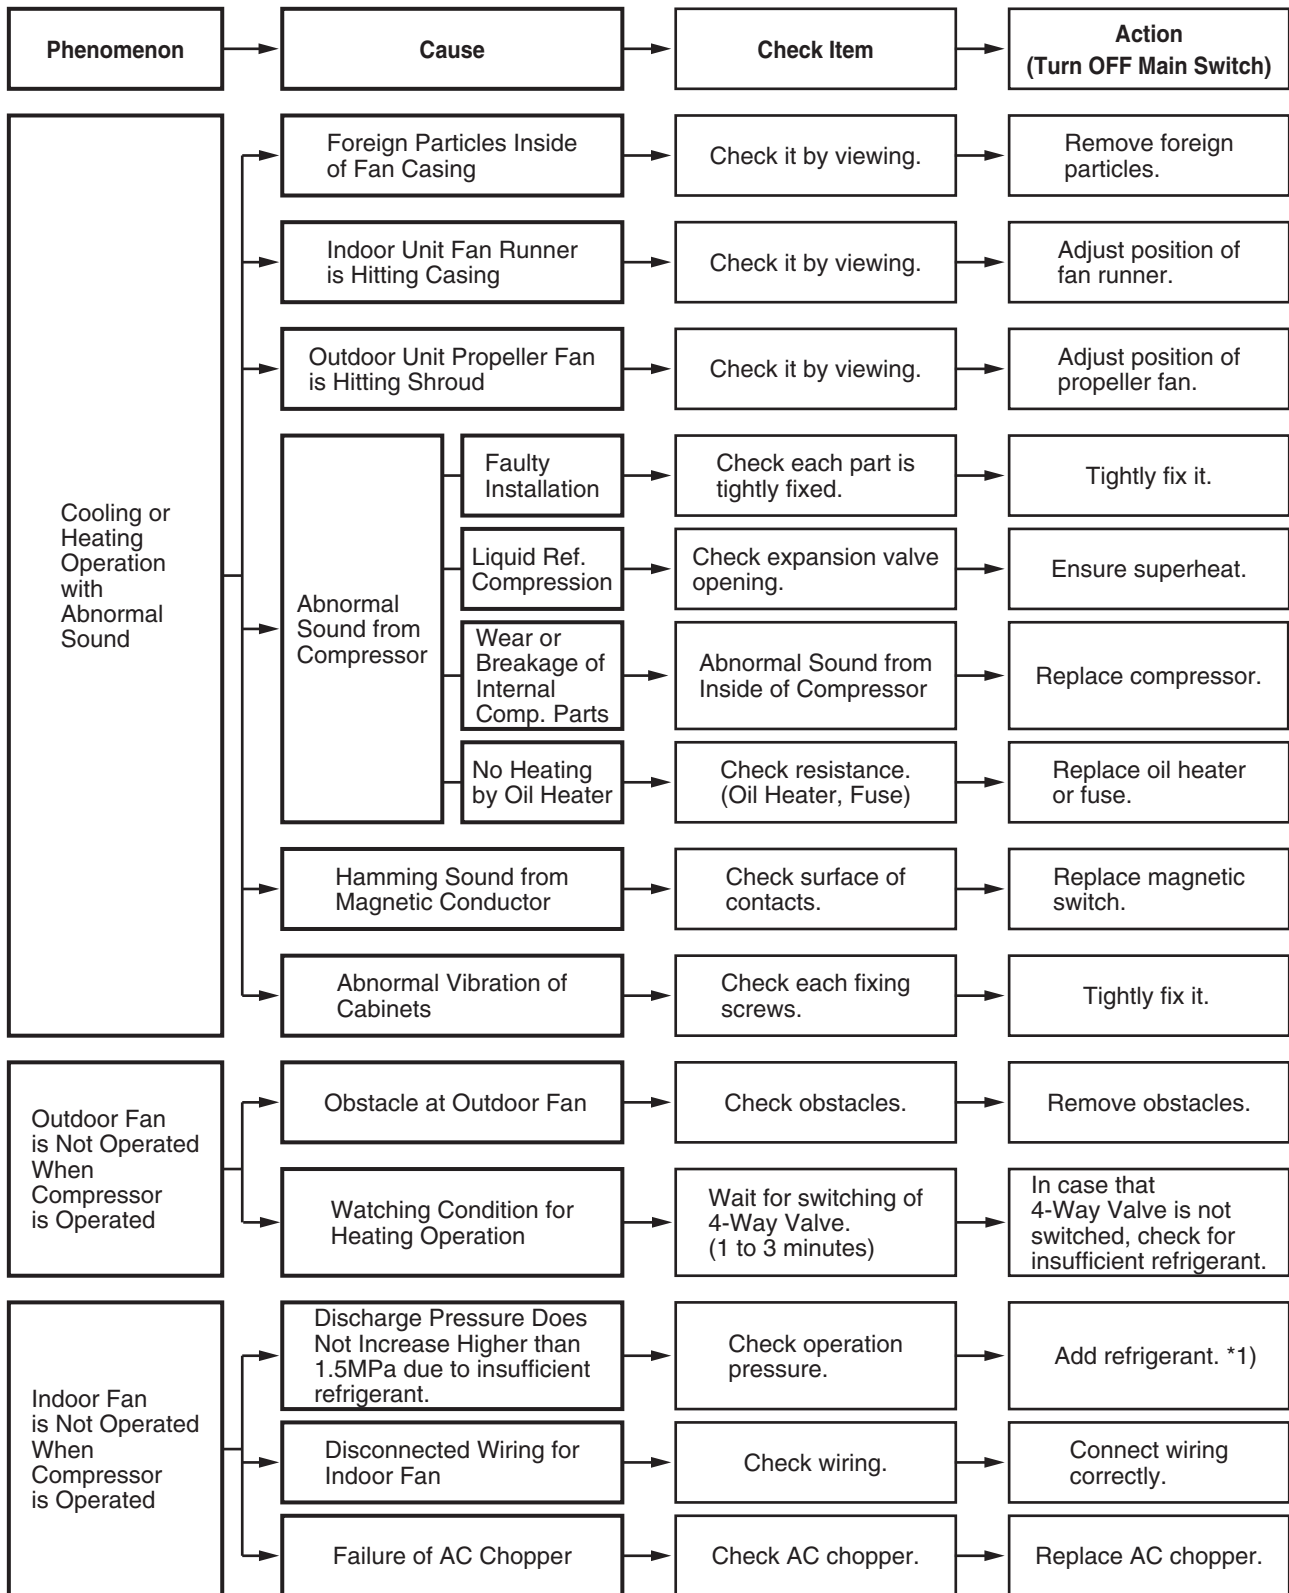 Phenomenon
Cause
Check Item
Action
(Turn OFF Main Switch)
Cooling or
Heating
Operation
with
Abnormal
Sound
Foreign Particles Inside
of Fan Casing
Check it by viewing.
Remove foreign
particles.
Indoor Unit Fan Runner
is Hitting Casing
Check it by viewing.
Adjust position of
fan runner.
Outdoor Unit Propeller Fan
is Hitting Shroud
Check it by viewing.
Adjust position of
propeller fan.
Abnormal
Sound from
Compressor
Faulty
Installation
Check each part is
tightly fixed.
Tightly fix it.
Liquid Ref.
Compression
Check expansion valve
opening.
Ensure superheat.
Wear or
Breakage of
Internal
Comp. Parts
Abnormal Sound from
Inside of Compressor
Replace compressor.
No Heating
by Oil Heater
Check resistance.
(Oil Heater, Fuse)
Replace oil heater
or fuse.
Hamming Sound from
Magnetic Conductor
Check surface of
contacts.
Replace magnetic
switch.
Abnormal Vibration of
Cabinets
Check each fixing
screws.
Tightly fix it.
Outdoor Fan
is Not Operated
When
Compressor
is Operated
Obstacle at Outdoor Fan
Check obstacles.
Remove obstacles.
Watching Condition for
Heating Operation
Wait for switching of
4-Way Valve.
(1 to 3 minutes)
In case that
4-Way Valve is not
switched, check for
insufficient refrigerant.
Indoor Fan
is Not Operated
When
Compressor
is Operated
Discharge Pressure Does
Not Increase Higher than
1.5MPa due to insufficient
refrigerant.
Check operation
pressure.
Add refrigerant. *1)
Disconnected Wiring for
Indoor Fan
Check wiring.
Connect wiring
correctly.
Failure of AC Chopper
Check AC chopper.
Replace AC chopper.